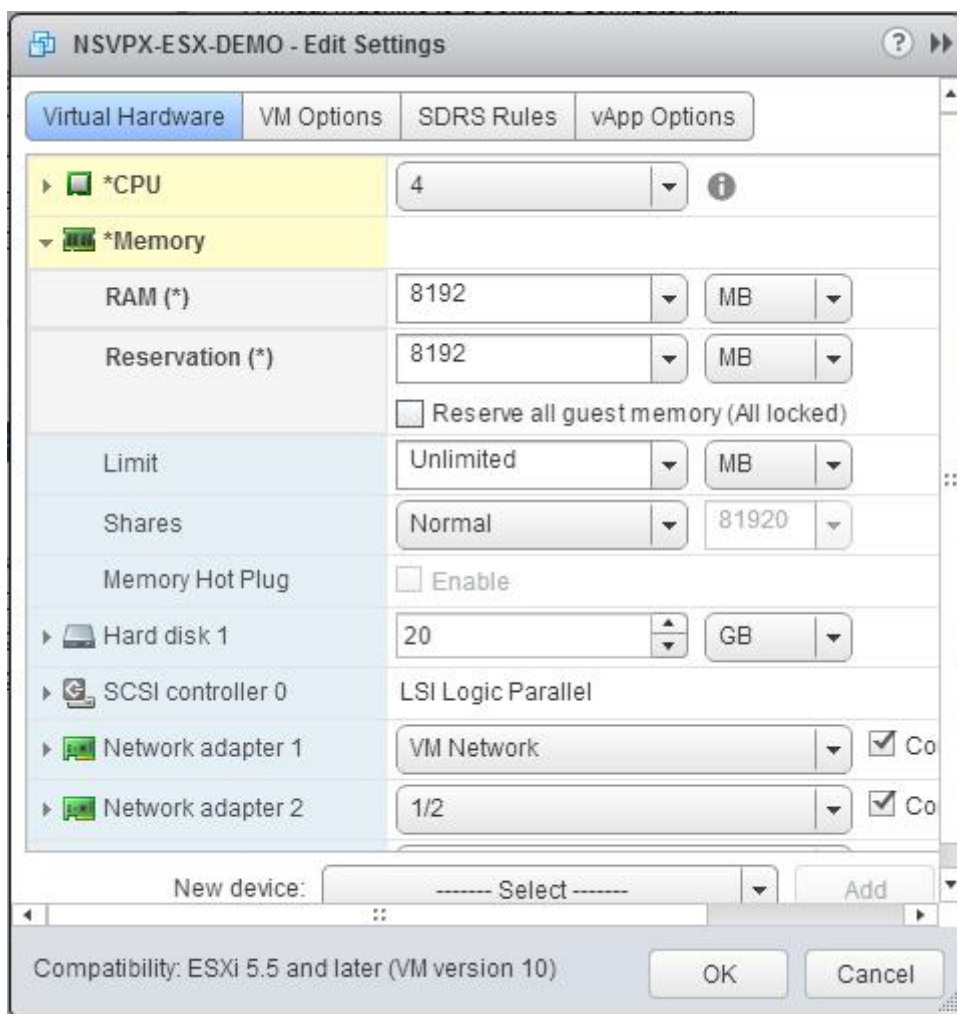 NSVPX-ESX-DEMO - Edit Settings
Virtual Hardware VM Options SDRS Rules vApp Options
*CPU 4
*Memory
RAM (*) 8192 MB
Reservation (*) 8192 MB
Reserve all guest memory (All locked)
Limit Unlimited MB
Shares Normal 81920
Memory Hot Plug Enable
Hard disk 1 20 GB
SCSI controller 0 LSI Logic Parallel
Network adapter 1 VM Network Co
Network adapter 2 1/2 Co
New device: ------- Select ------- Add
Compatibility: ESXi 5.5 and later (VM version 10) OK Cancel